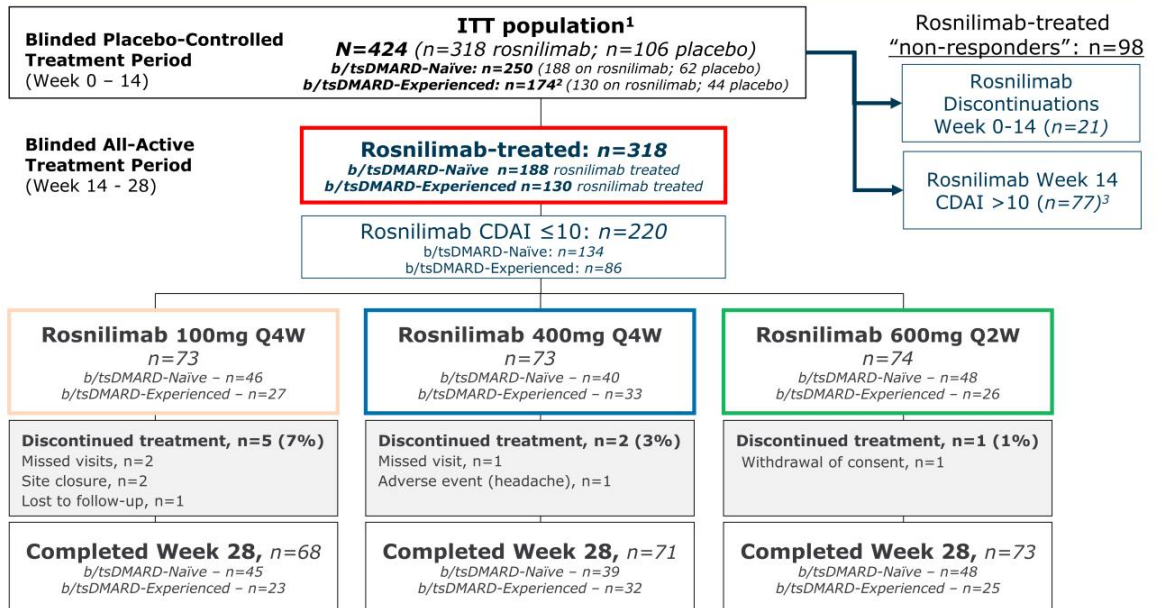 Blinded Placebo-Controlled
Treatment Period
(Week 0 – 14)
ITT population¹
N=424 (n=318 rosnilimab; n=106 placebo)
b/tsDMARD-Naïve: n=250 (188 on rosnilimab; 62 placebo)
b/tsDMARD-Experienced: n=174² (130 on rosnilimab; 44 placebo)
Rosnilimab-treated
“non-responders”: n=98
Rosnilimab
Discontinuations
Week 0-14 (n=21)
Rosnilimab Week 14
CDAI >10 (n=77)³
Blinded All-Active
Treatment Period
(Week 14 - 28)
Rosnilimab-treated: n=318
b/tsDMARD-Naïve n=188 rosnilimab treated
b/tsDMARD-Experienced n=130 rosnilimab treated
Rosnilimab CDAI ≤10: n=220
b/tsDMARD-Naïve: n=134
b/tsDMARD-Experienced: n=86
Rosnilimab 100mg Q4W
n=73
b/tsDMARD-Naïve – n=46
b/tsDMARD-Experienced – n=27
Rosnilimab 400mg Q4W
n=73
b/tsDMARD-Naïve – n=40
b/tsDMARD-Experienced – n=33
Rosnilimab 600mg Q2W
n=74
b/tsDMARD-Naïve – n=48
b/tsDMARD-Experienced – n=26
Discontinued treatment, n=5 (7%)
Missed visits, n=2
Site closure, n=2
Lost to follow-up, n=1
Discontinued treatment, n=2 (3%)
Missed visit, n=1
Adverse event (headache), n=1
Discontinued treatment, n=1 (1%)
Withdrawal of consent, n=1
Completed Week 28, n=68
b/tsDMARD-Naïve – n=45
b/tsDMARD-Experienced – n=23
Completed Week 28, n=71
b/tsDMARD-Naïve – n=39
b/tsDMARD-Experienced – n=32
Completed Week 28, n=73
b/tsDMARD-Naïve – n=48
b/tsDMARD-Experienced – n=25